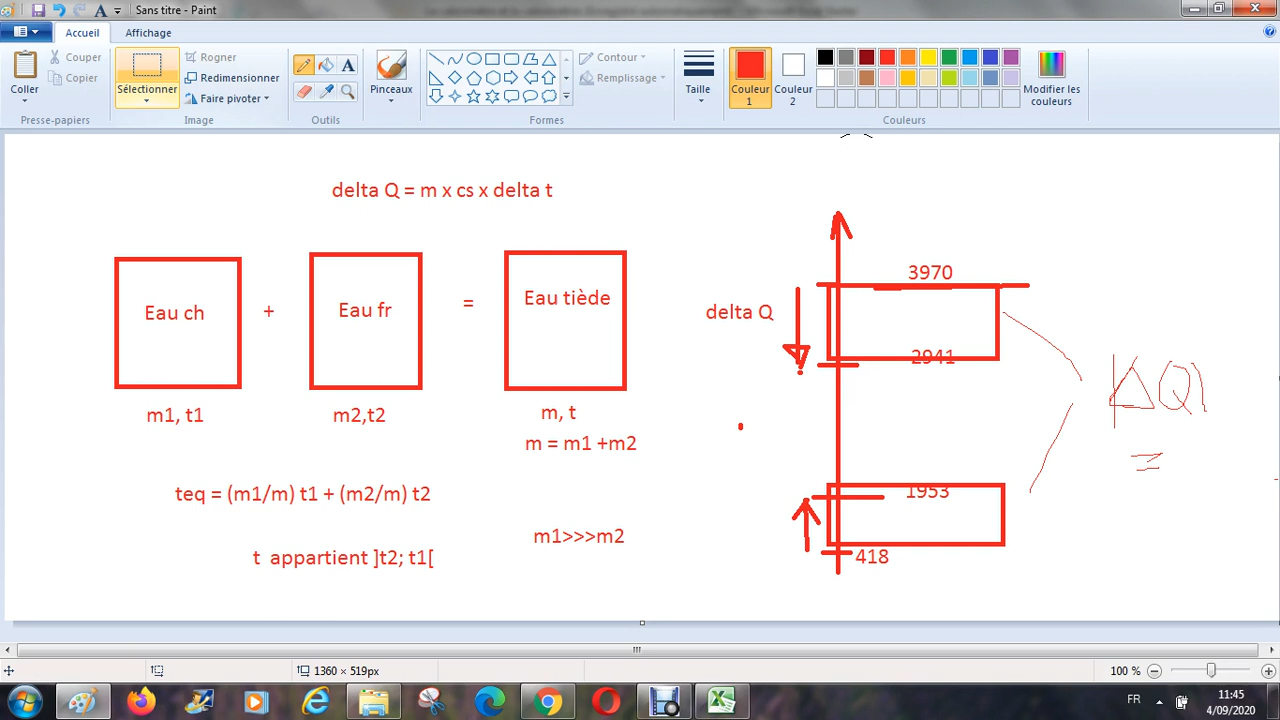 Sans titre - Paint
Accueil
Affichage
Coller
Couper
Copier
Presse-papiers
Sélectionner
Rogner
Redimensionner
Faire pivoter
Image
Outils
Pinceaux
Formes
Contour
Remplissage
Taille
Couleur 1
Couleur 2
Modifier les couleurs
Couleurs
delta Q = m x cs x delta t
Eau ch
+
Eau fr
=
Eau tiède
m1, t1
m2,t2
m, t
m = m1 +m2
teq = (m1/m) t1 + (m2/m) t2
m1>>>m2
t appartient ]t2; t1[
3970
delta Q
2941
1953
418
|ΔQ|
=
1360 × 519px
100 %
FR
11:45
4/09/2020